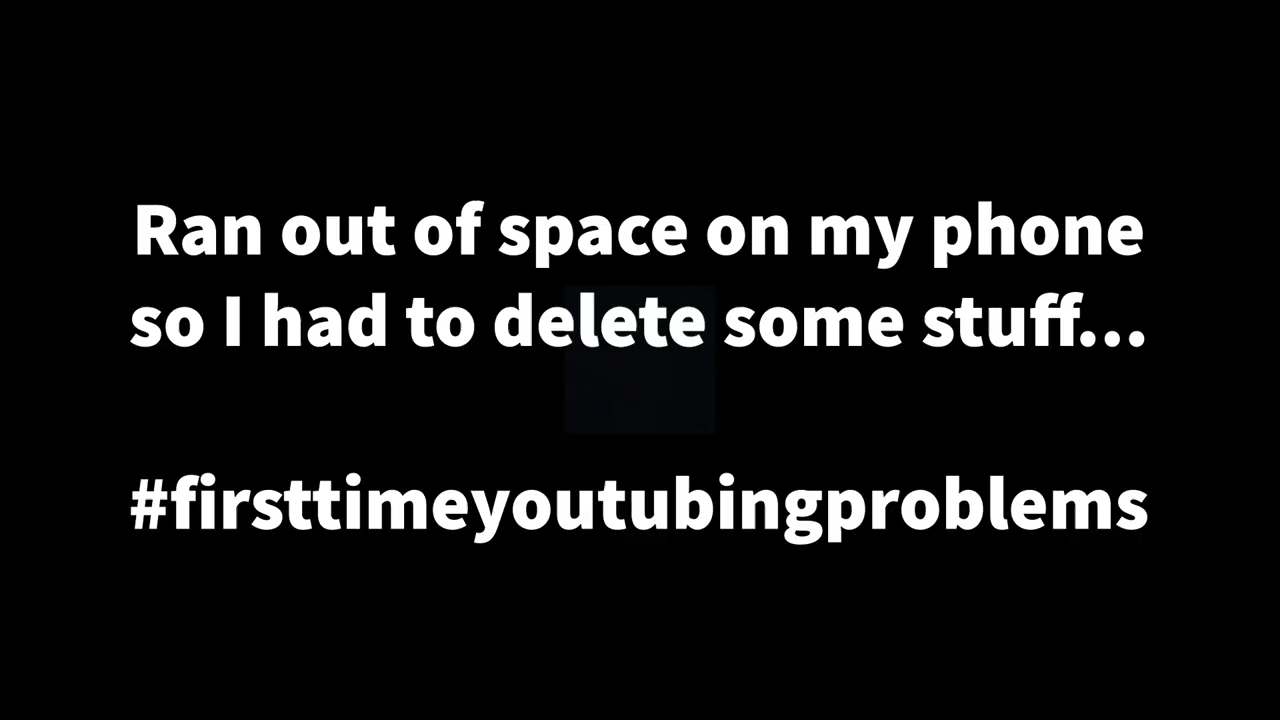 Ran out of space on my phone
so I had to delete some stuff...
#firsttimeyoutubingproblems